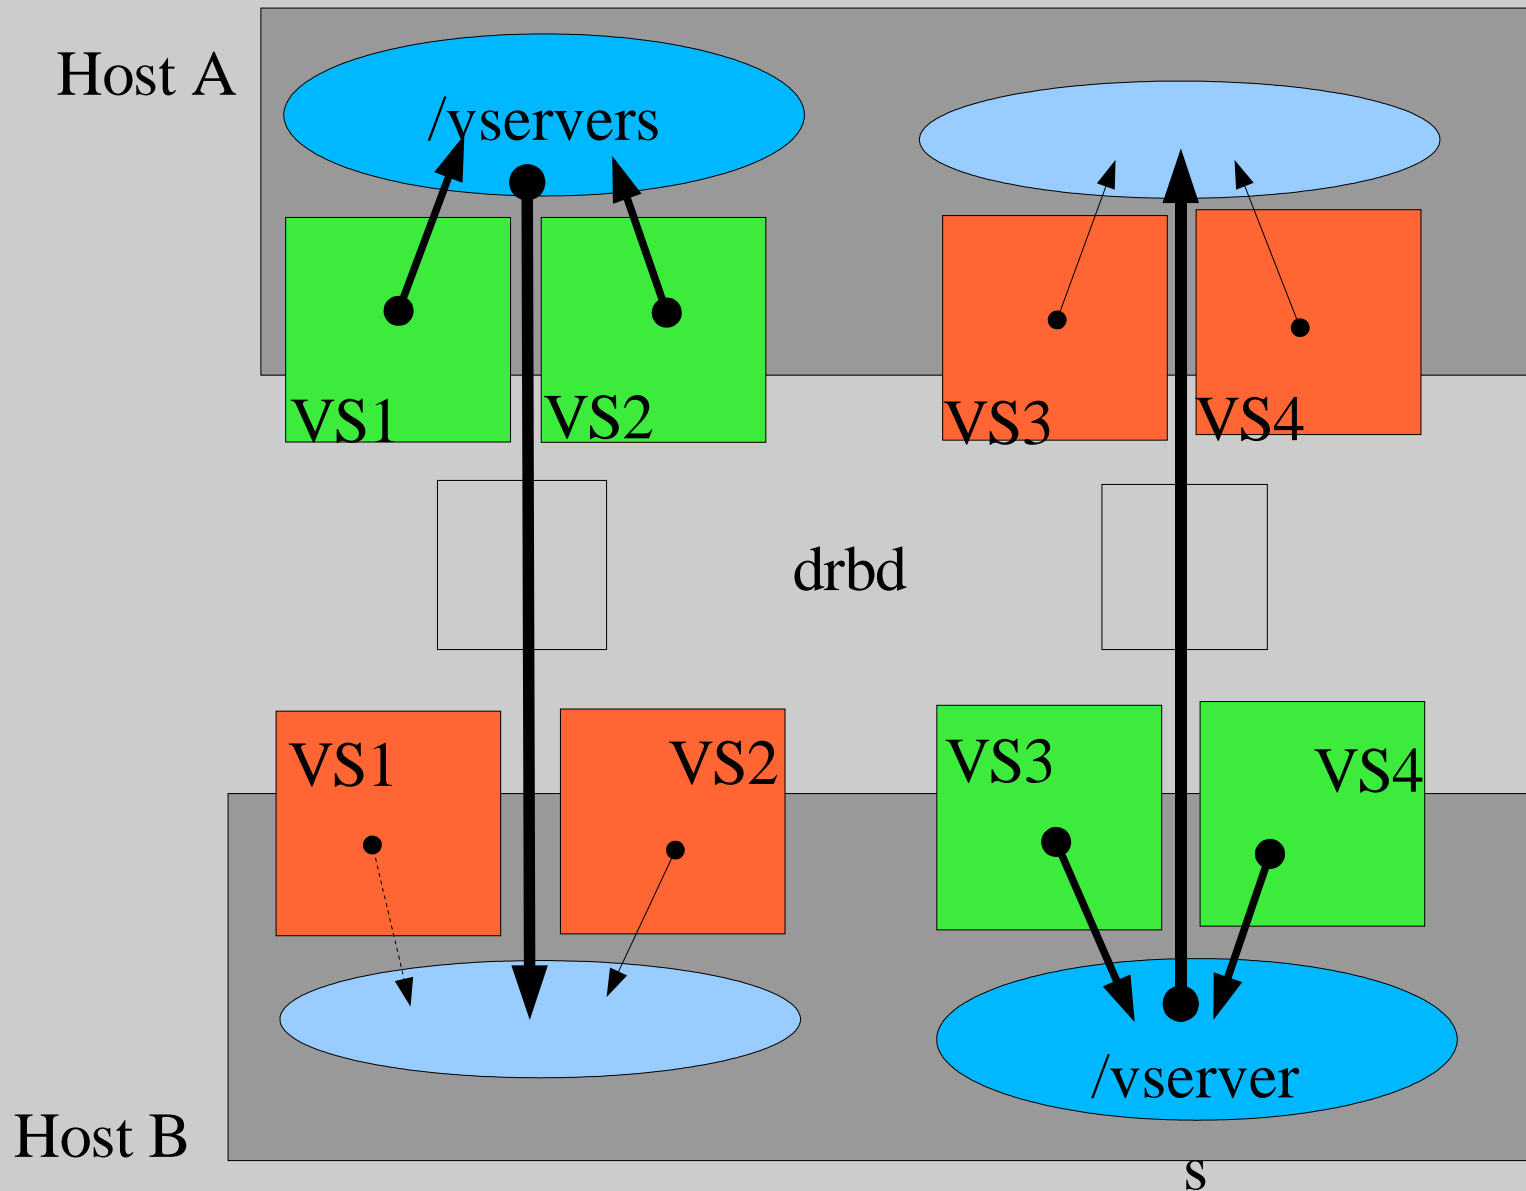 Host A
/vservers
VS1
VS2
VS3
VS4
drbd
VS1
VS2
VS3
VS4
/vserver
s
Host B